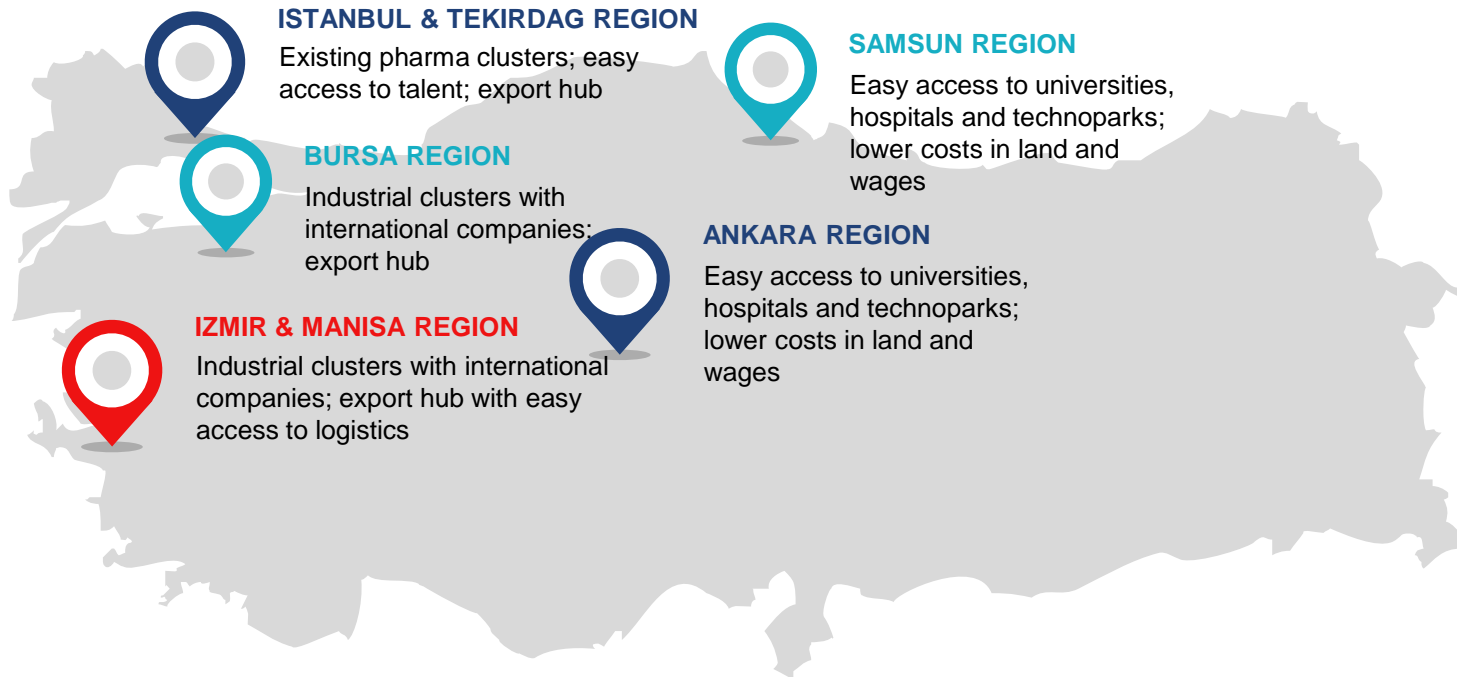 ISTANBUL & TEKIRDAG REGION
Existing pharma clusters; easy
access to talent; export hub
SAMSUN REGION
Easy access to universities,
hospitals and technoparks;
lower costs in land and
wages
BURSA REGION
Industrial clusters with
international companies;
export hub
ANKARA REGION
Easy access to universities,
hospitals and technoparks;
lower costs in land and
wages
IZMIR & MANISA REGION
Industrial clusters with international
companies; export hub with easy
access to logistics